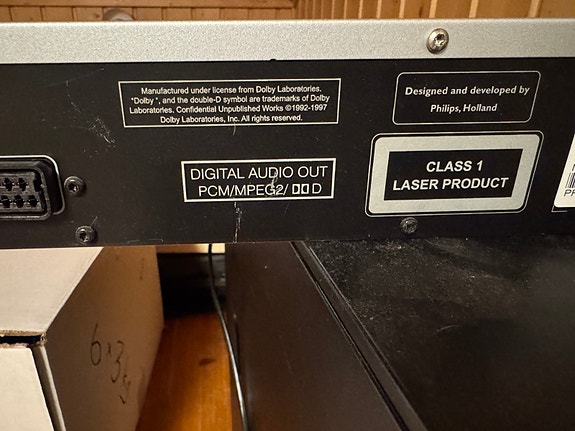 Manufactured under license from Dolby Laboratories.
"Dolby", and the double-D symbol are trademarks of Dolby
Laboratories. Confidential Unpublished Works ©1992-1997
Dolby Laboratories, Inc. All rights reserved.
Designed and developed by
Philips, Holland
DIGITAL AUDIO OUT
PCM/MPEG2/ DD D
CLASS 1
LASER PRODUCT